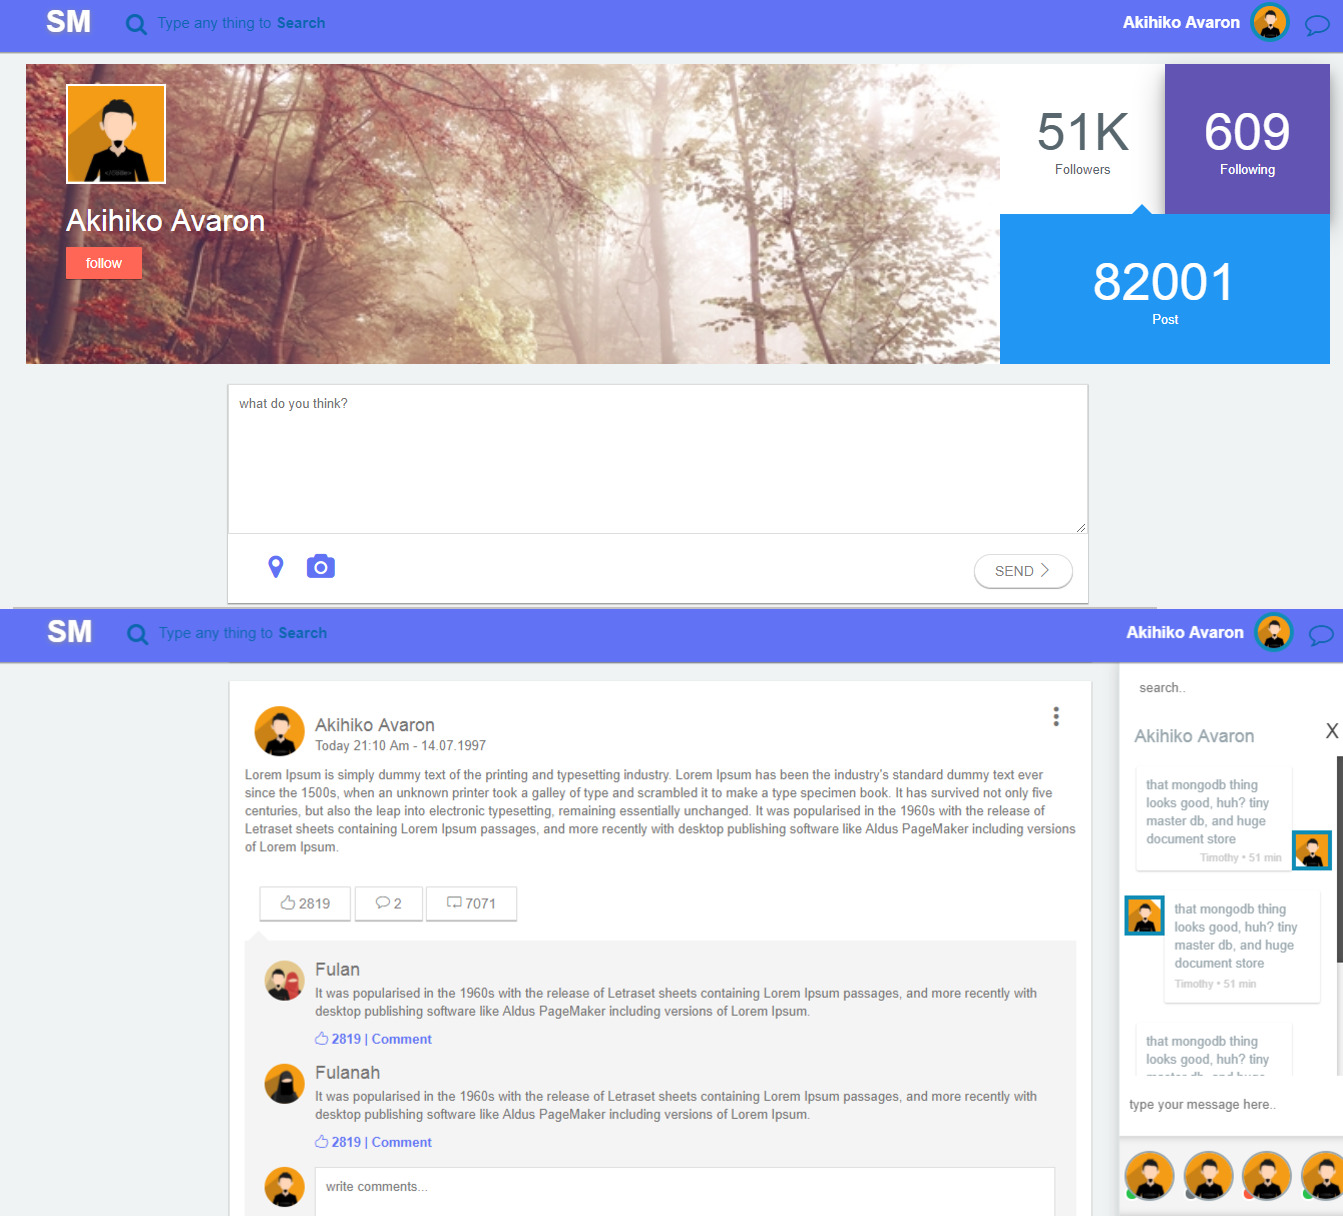 SM
Type any thing to Search
Akihiko Avaron
Akihiko Avaron
follow
51K
Followers
609
Following
82001
Post
what do you think?
SEND
SM
Type any thing to Search
Akihiko Avaron
Akihiko Avaron
Today 21:10 Am - 14.07.1997
Lorem Ipsum is simply dummy text of the printing and typesetting industry. Lorem Ipsum has been the industry's standard dummy text ever
since the 1500s, when an unknown printer took a galley of type and scrambled it to make a type specimen book. It has survived not only five
centuries, but also the leap into electronic typesetting, remaining essentially unchanged. It was popularised in the 1960s with the release of
Letraset sheets containing Lorem Ipsum passages, and more recently with desktop publishing software like Aldus PageMaker including versions
of Lorem Ipsum.
2819
2
7071
Fulan
It was popularised in the 1960s with the release of Letraset sheets containing Lorem Ipsum passages, and more recently with
desktop publishing software like Aldus PageMaker including versions of Lorem Ipsum.
2819 | Comment
Fulanah
It was popularised in the 1960s with the release of Letraset sheets containing Lorem Ipsum passages, and more recently with
desktop publishing software like Aldus PageMaker including versions of Lorem Ipsum.
2819 | Comment
write comments...
search..
Akihiko Avaron
X
that mongodb thing
looks good, huh? tiny
master db, and huge
document store
Timothy • 51 min
that mongodb thing
looks good, huh? tiny
master db, and huge
document store
Timothy • 51 min
that mongodb thing
looks good, huh? tiny
master db, and huge
type your message here..